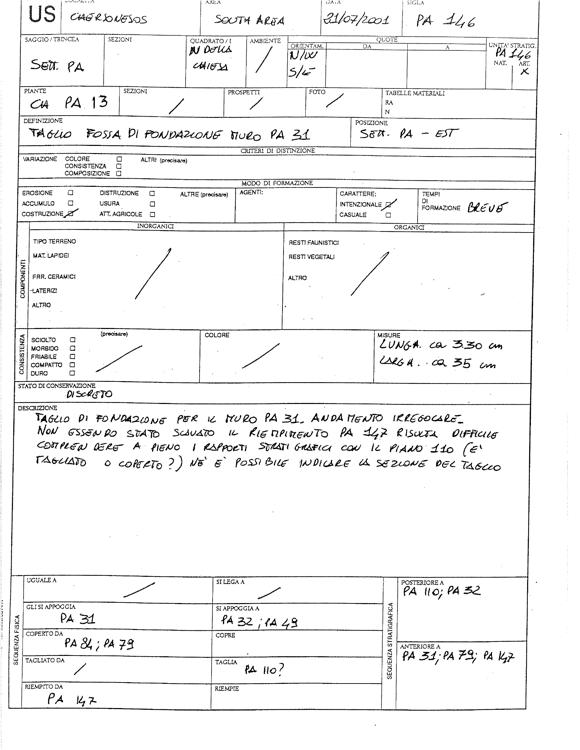 US CHERSONESOS
AREA SOUTH AREA
DATA 21/07/2001
SIGLA PA 146
SAGGIO / TRINCEA SETT. PA
SEZIONI
QUADRATO / I IN DELLA CHIESA
AMBIENTE /
ORIENTAM. N/W S/E
QUOTE
DA
A
UNITA' STRATIG. PA 146
NAT. ART. X
PIANTE CH PA 13
SEZIONI /
PROSPETTI /
FOTO /
TABELLE MATERIALI
RA
N
DEFINIZIONE
TAGLIO FOSSA DI FONDAZIONE MURO PA 31
POSIZIONE
SETT. PA - EST
CRITERI DI DISTINZIONE
VARIAZIONE COLORE ☐ ALTRI (precisare)
CONSISTENZA ☐
COMPOSIZIONE ☐
MODO DI FORMAZIONE
EROSIONE ☐ DISTRUZIONE ☐ ALTRE (precisare)
ACCUMULO ☐ USURA ☐
COSTRUZIONE ☑ ATT. AGRICOLE ☐
AGENTI:
CARATTERE:
INTENZIONALE ☑
CASUALE ☐
TEMPI
DI
FORMAZIONE BREVE
INORGANICI
ORGANICI
COMPONENTI
TIPO TERRENO
MAT. LAPIDEI
FRR. CERAMICI
LATERIZI
ALTRO
/
RESTI FAUNISTICI
RESTI VEGETALI
ALTRO
/
CONSISTENZA
SCIOLTO ☐ (precisare)
MORBIDO ☐
FRIABILE ☐
COMPATTO ☐
DURO ☐
/
COLORE
/
MISURE
LUNGH. ca 330 cm
LARGH. ca 35 cm
STATO DI CONSERVAZIONE
DISCRETO
DESCRIZIONE
TAGLIO DI FONDAZIONE PER IL MURO PA 31. ANDAMENTO IRREGOLARE.
NON ESSENDO STATO SCAVATO IL RIEMPIMENTO PA 147 RISULTA DIFFICILE
COMPRENDERE A PIENO I RAPPORTI STRATIGRAFICI CON IL PIANO 110 (E'
TAGLIATO O COPERTO?) NE' E' POSSIBILE INDICARE LA SEZIONE DEL TAGLIO
SEQUENZA FISICA
UGUALE A /
SI LEGA A /
GLI SI APPOGGIA PA 31
SI APPOGGIA A PA 32; PA 49
COPERTO DA PA 84; PA 79
COPRE
TAGLIATO DA /
TAGLIA PA 110?
RIEMPITO DA PA 147
RIEMPIE
SEQUENZA STRATIGRAFICA
POSTERIORE A
PA 110; PA 32
ANTERIORE A
PA 31; PA 79; PA 147